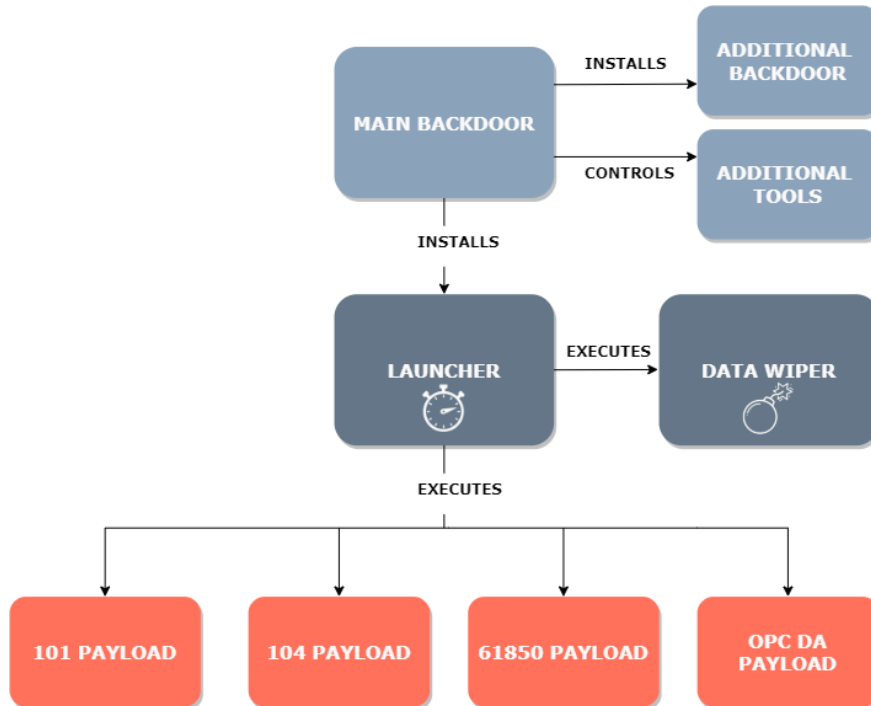 ADDITIONAL
BACKDOOR
INSTALLS
MAIN BACKDOOR
CONTROLS
ADDITIONAL
TOOLS
INSTALLS
LAUNCHER
EXECUTES
DATA WIPER
EXECUTES
101 PAYLOAD
104 PAYLOAD
61850 PAYLOAD
OPC DA
PAYLOAD